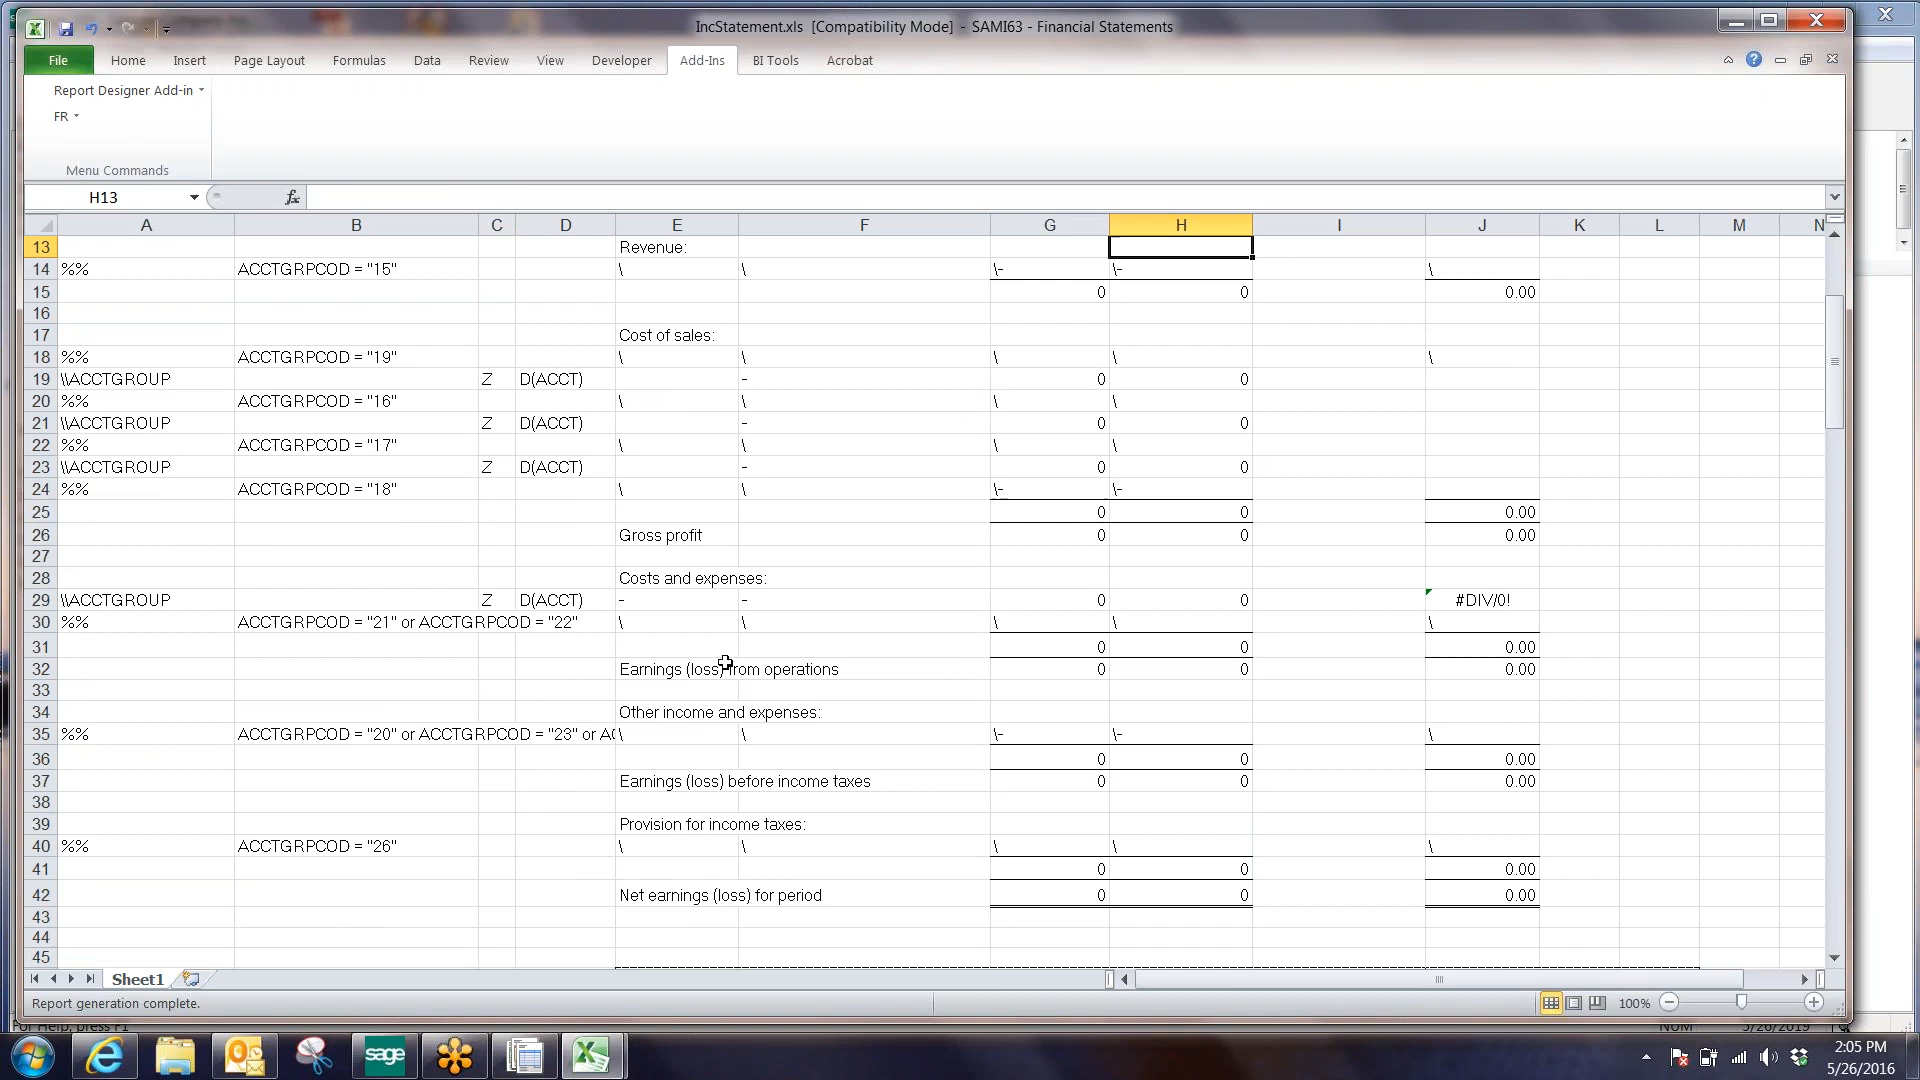 IncStatement.xls [Compatibility Mode] - SAMI63 - Financial Statements
File Home Insert Page Layout Formulas Data Review View Developer Add-Ins BI Tools Acrobat
Report Designer Add-in
FR
Menu Commands
H13 fx
A B C D E F G H I J K L M N
13 Revenue:
14 %% ACCTGRPCOD = "15" \ \ \- \- \
15 0 0 0.00
16
17 Cost of sales:
18 %% ACCTGRPCOD = "19" \ \ \ \ \
19 \\ACCTGROUP Z D(ACCT) - 0 0
20 %% ACCTGRPCOD = "16" \ \ \ \
21 \\ACCTGROUP Z D(ACCT) - 0 0
22 %% ACCTGRPCOD = "17" \ \ \ \
23 \\ACCTGROUP Z D(ACCT) - 0 0
24 %% ACCTGRPCOD = "18" \ \ \- \-
25 0 0 0.00
26 Gross profit 0 0 0.00
27
28 Costs and expenses:
29 \\ACCTGROUP Z D(ACCT) - - 0 0 #DIV/0!
30 %% ACCTGRPCOD = "21" or ACCTGRPCOD = "22" \ \ \ \ \
31 0 0 0.00
32 Earnings (loss) from operations 0 0 0.00
33
34 Other income and expenses:
35 %% ACCTGRPCOD = "20" or ACCTGRPCOD = "23" or AC \ \ \- \- \
36 0 0 0.00
37 Earnings (loss) before income taxes 0 0 0.00
38
39 Provision for income taxes:
40 %% ACCTGRPCOD = "26" \ \ \ \ \
41 0 0 0.00
42 Net earnings (loss) for period 0 0 0.00
43
44
45
Sheet1
Report generation complete. 100%
For Help, press F1 NUM 5/26/2019
sage
2:05 PM
5/26/2016